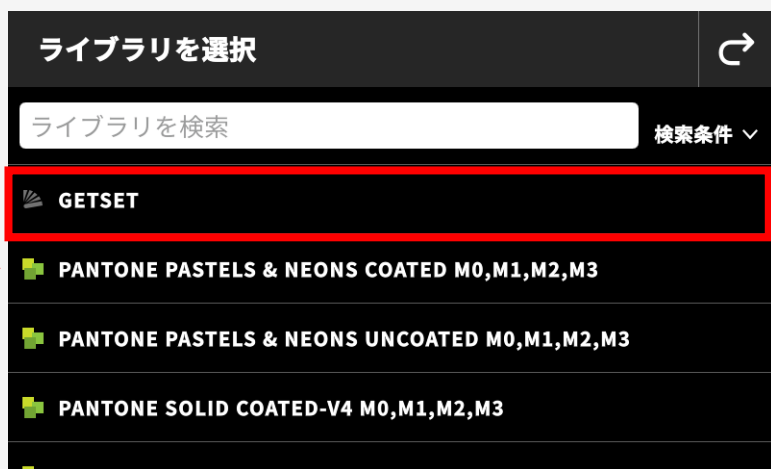 ライブラリを選択
ライブラリを検索
検索条件
GETSET
PANTONE PASTELS & NEONS COATED M0,M1,M2,M3
PANTONE PASTELS & NEONS UNCOATED M0,M1,M2,M3
PANTONE SOLID COATED-V4 M0,M1,M2,M3